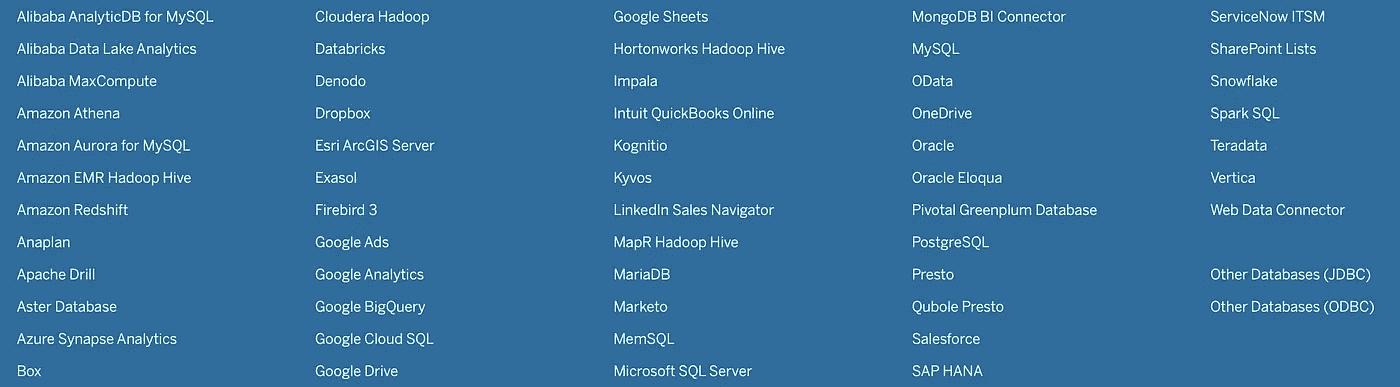 Alibaba AnalyticDB for MySQL
Alibaba Data Lake Analytics
Alibaba MaxCompute
Amazon Athena
Amazon Aurora for MySQL
Amazon EMR Hadoop Hive
Amazon Redshift
Anaplan
Apache Drill
Aster Database
Azure Synapse Analytics
Box
Cloudera Hadoop
Databricks
Denodo
Dropbox
Esri ArcGIS Server
Exasol
Firebird 3
Google Ads
Google Analytics
Google BigQuery
Google Cloud SQL
Google Drive
Google Sheets
Hortonworks Hadoop Hive
Impala
Intuit QuickBooks Online
Kognitio
Kyvos
LinkedIn Sales Navigator
MapR Hadoop Hive
MariaDB
Marketo
MemSQL
Microsoft SQL Server
MongoDB BI Connector
MySQL
OData
OneDrive
Oracle
Oracle Eloqua
Pivotal Greenplum Database
PostgreSQL
Presto
Qubole Presto
Salesforce
SAP HANA
ServiceNow ITSM
SharePoint Lists
Snowflake
Spark SQL
Teradata
Vertica
Web Data Connector
Other Databases (JDBC)
Other Databases (ODBC)